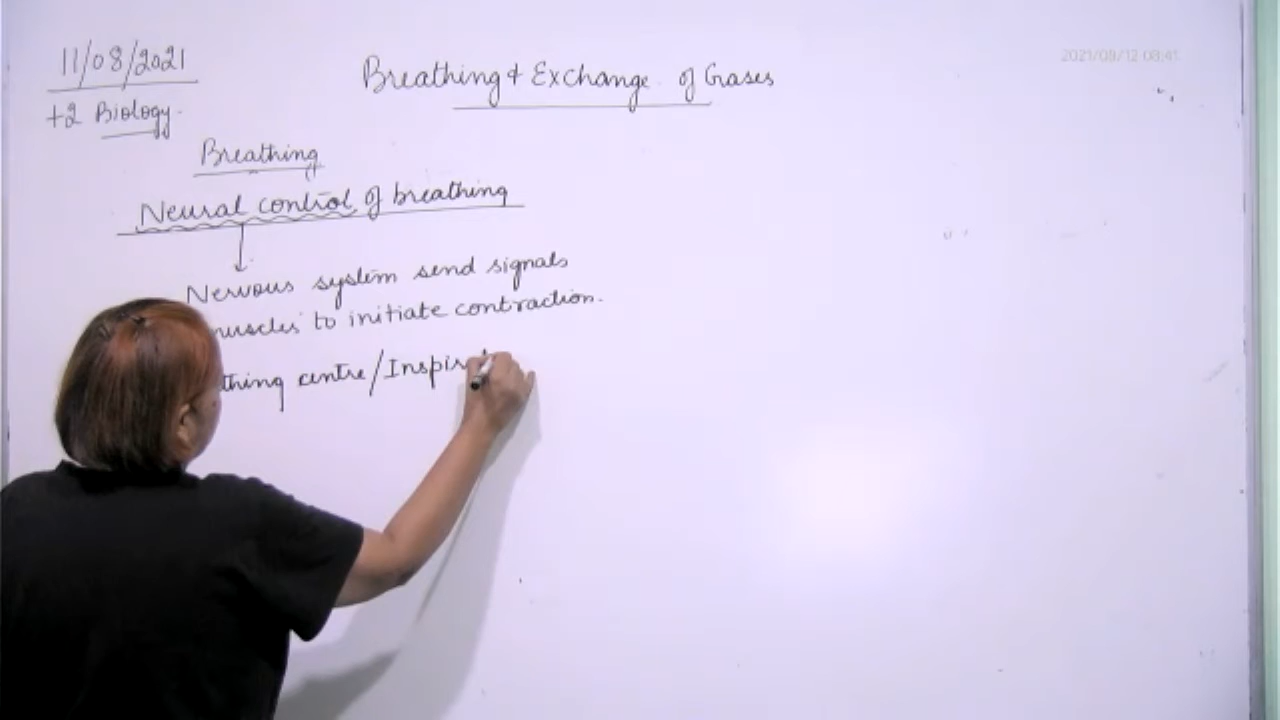 11/08/2021
Breathing & Exchange of Gases
2021/08/12 08:41
+2 Biology.
Breathing
Neural control of breathing
Nervous system send signals
muscles to initiate contraction.
thing centre/Inspir